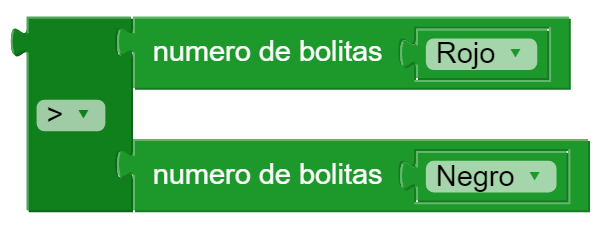 numero de bolitas Rojo
>
numero de bolitas Negro